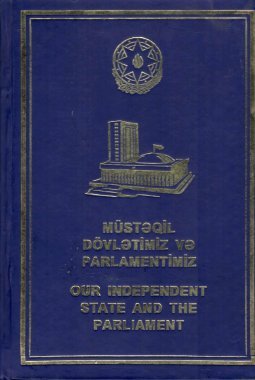 MÜSTƏQİL
DÖVLƏTİMİZ VƏ
PARLAMENTİMİZ
OUR INDEPENDENT
STATE AND THE
PARLIAMENT